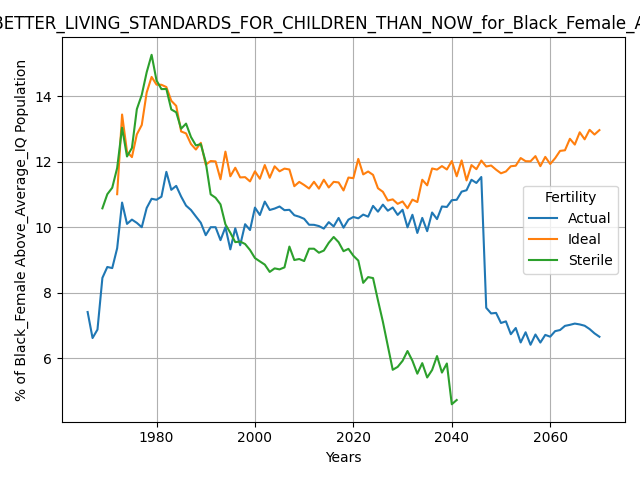 BETTER_LIVING_STANDARDS_FOR_CHILDREN_THAN_NOW_for_Black_Female_A
% of Black_Female Above_Average_IQ Population
14
12
10
8
6
1980
2000
2020
2040
2060
Years
Fertility
Actual
Ideal
Sterile